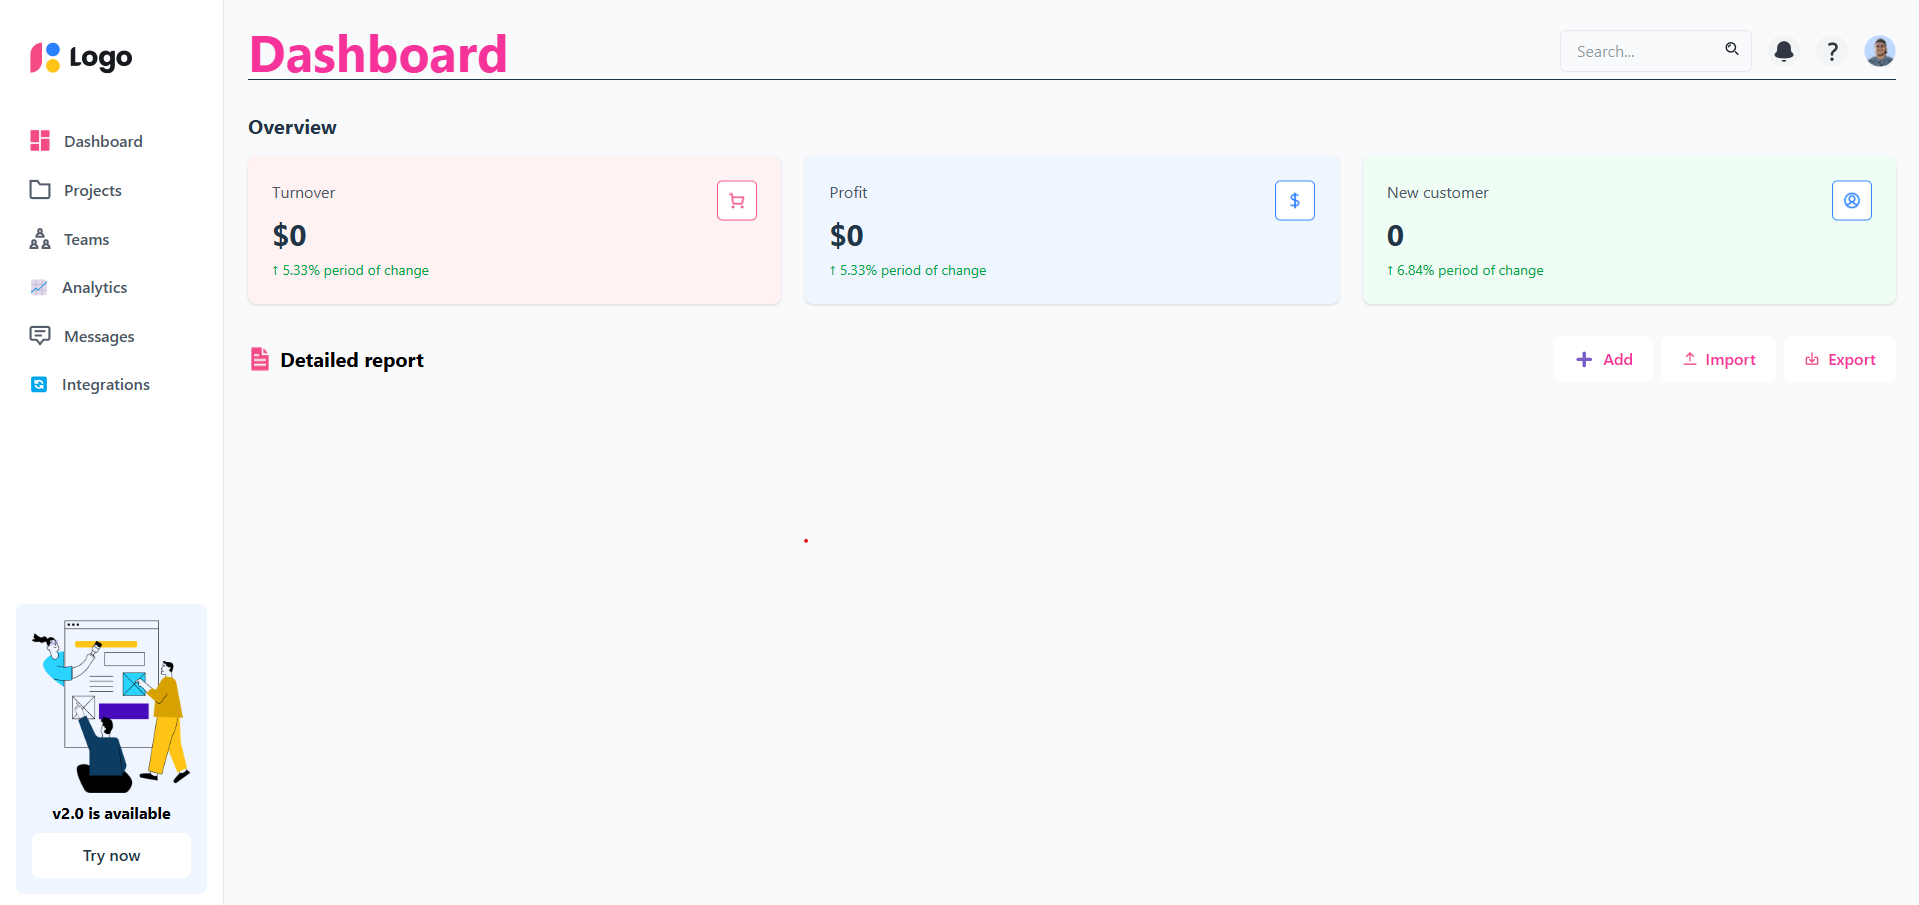 Logo
Dashboard
Projects
Teams
Analytics
Messages
Integrations
v2.0 is available
Try now
Dashboard
Search...
?
Overview
Turnover
$0
↑ 5.33% period of change
Profit
$
$0
↑ 5.33% period of change
New customer
0
↑ 6.84% period of change
Detailed report
Add
Import
Export